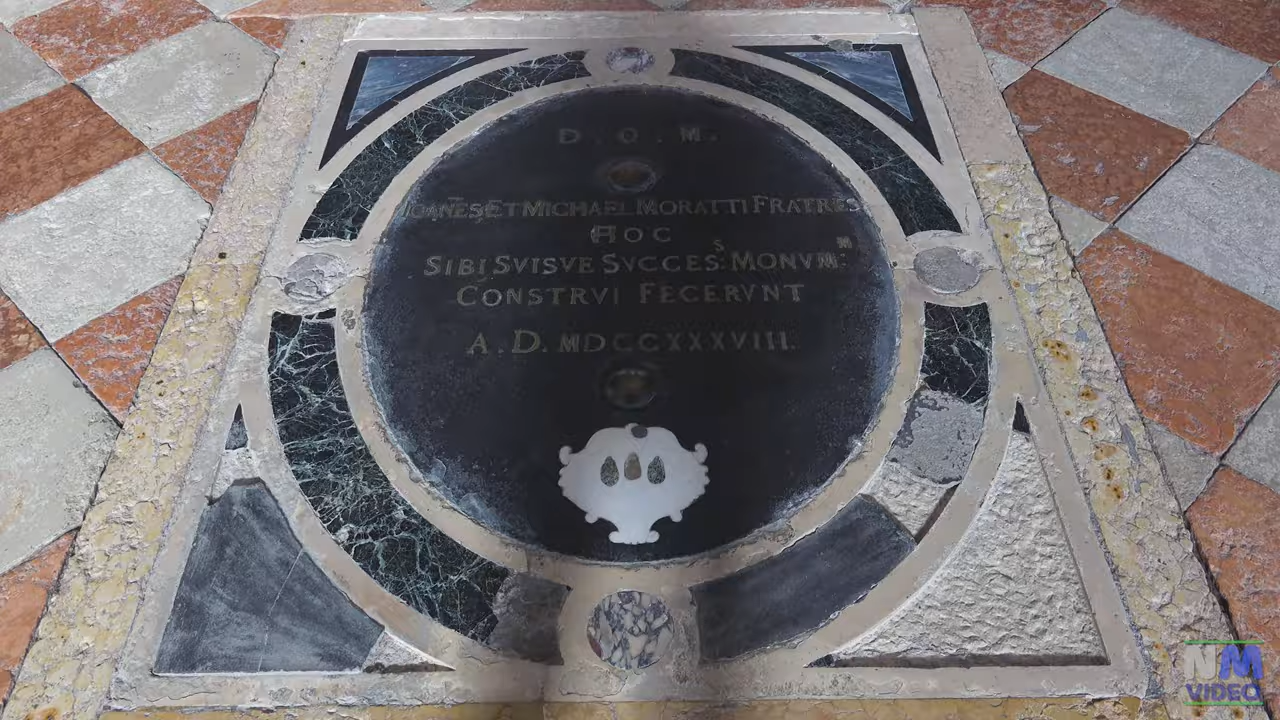 D. O. M.
IOANES ET MICHAEL MORATTI FRATRES
HOC
SIBI SVISVE SVCCES:S MONVM:M
CONSTRVI FECERVNT
A. D. MDCCXXXVIII.
NM
VIDEO